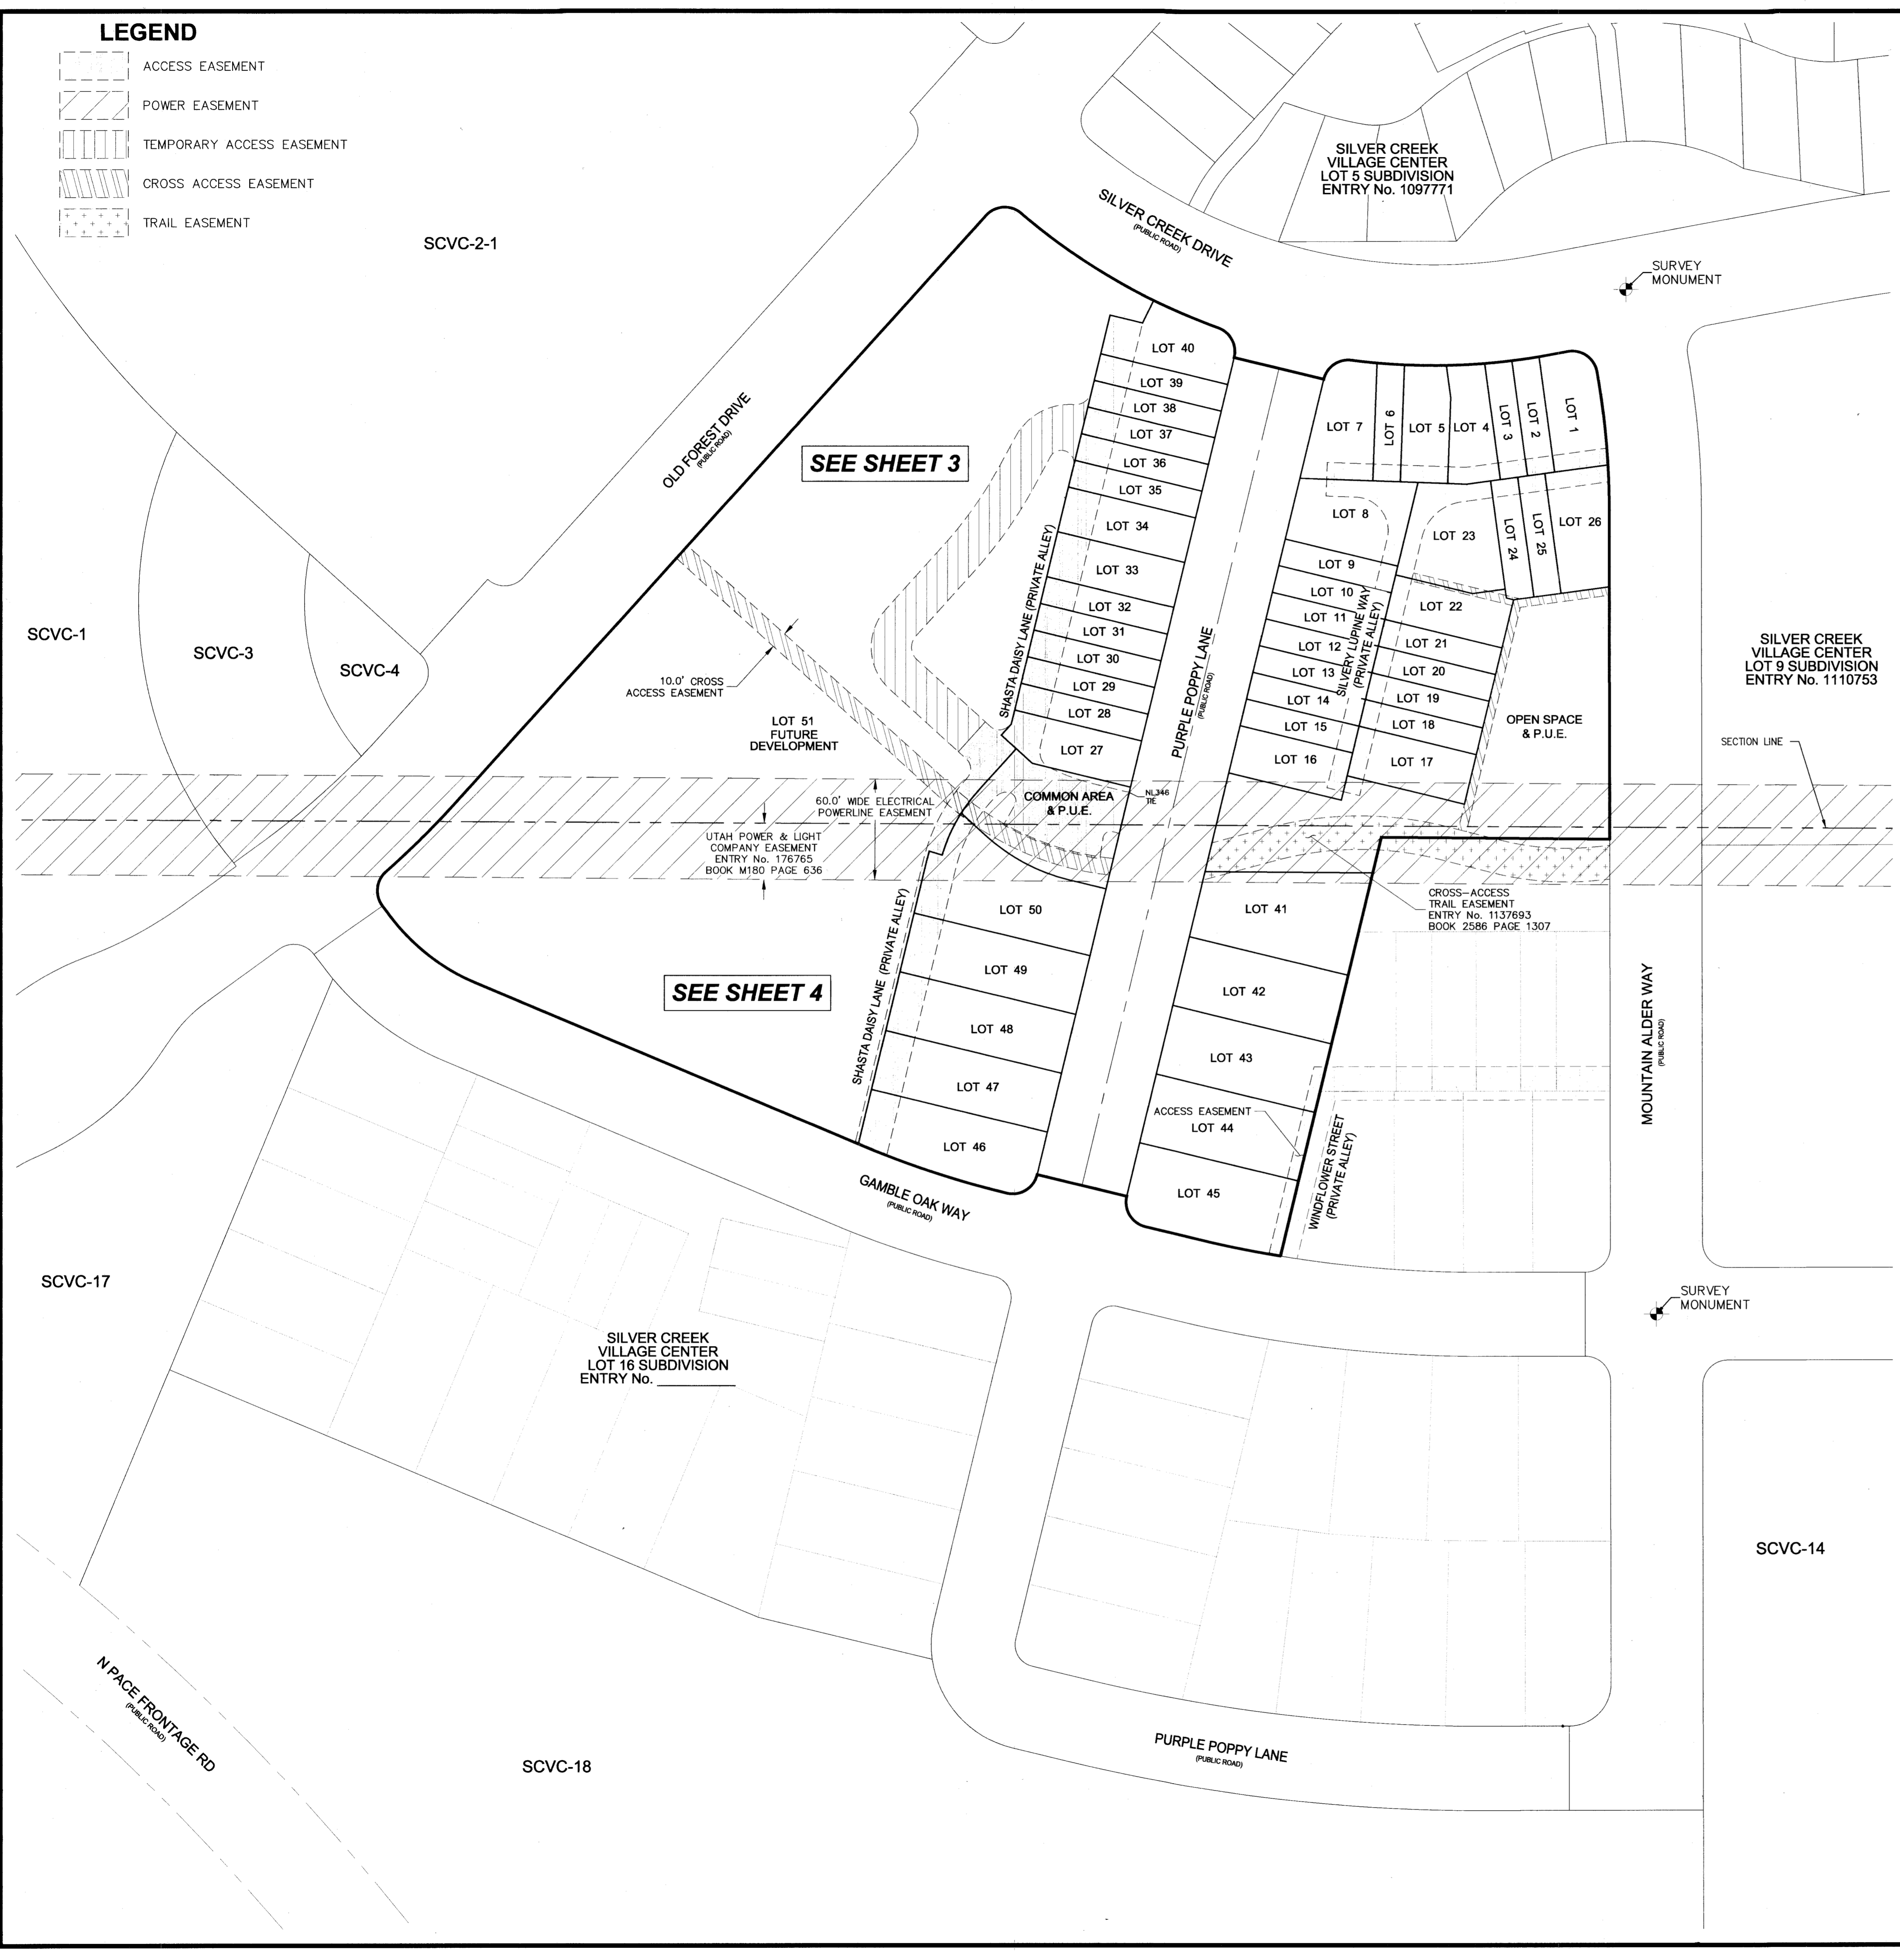 LEGEND
ACCESS EASEMENT
POWER EASEMENT
TEMPORARY ACCESS EASEMENT
CROSS ACCESS EASEMENT
TRAIL EASEMENT
SCVC-2-1
SILVER CREEK
VILLAGE CENTER
LOT 5 SUBDIVISION
ENTRY No. 1097771
SILVER CREEK DRIVE
(PUBLIC ROAD)
SURVEY
MONUMENT
OLD FOREST DRIVE
(PUBLIC ROAD)
SEE SHEET 3
LOT 40
LOT 39
LOT 38
LOT 37
LOT 36
LOT 35
LOT 34
LOT 33
LOT 32
LOT 31
LOT 30
LOT 29
LOT 28
LOT 27
SHASTA DAISY LANE (PRIVATE ALLEY)
PURPLE POPPY LANE
(PUBLIC ROAD)
LOT 7
LOT 6
LOT 5
LOT 4
LOT 3
LOT 2
LOT 1
LOT 8
LOT 9
LOT 10
LOT 11
LOT 12
LOT 13
LOT 14
LOT 15
LOT 16
SILVERY LUPINE WAY
(PRIVATE ALLEY)
LOT 23
LOT 24
LOT 25
LOT 26
LOT 22
LOT 21
LOT 20
LOT 19
LOT 18
LOT 17
OPEN SPACE
& P.U.E.
SILVER CREEK
VILLAGE CENTER
LOT 9 SUBDIVISION
ENTRY No. 1110753
SECTION LINE
SCVC-1
SCVC-3
SCVC-4
10.0' CROSS
ACCESS EASEMENT
LOT 51
FUTURE
DEVELOPMENT
60.0' WIDE ELECTRICAL
POWERLINE EASEMENT
UTAH POWER & LIGHT
COMPANY EASEMENT
ENTRY No. 176765
BOOK M180 PAGE 636
COMMON AREA
& P.U.E.
NL346
TIE
CROSS-ACCESS
TRAIL EASEMENT
ENTRY No. 1137693
BOOK 2586 PAGE 1307
SEE SHEET 4
SHASTA DAISY LANE (PRIVATE ALLEY)
LOT 50
LOT 49
LOT 48
LOT 47
LOT 46
LOT 41
LOT 42
LOT 43
ACCESS EASEMENT
LOT 44
LOT 45
WINDFLOWER STREET
(PRIVATE ALLEY)
MOUNTAIN ALDER WAY
(PUBLIC ROAD)
GAMBLE OAK WAY
(PUBLIC ROAD)
SCVC-17
SURVEY
MONUMENT
SILVER CREEK
VILLAGE CENTER
LOT 16 SUBDIVISION
ENTRY No. __________
SCVC-14
N PACE FRONTAGE RD
(PUBLIC ROAD)
SCVC-18
PURPLE POPPY LANE
(PUBLIC ROAD)